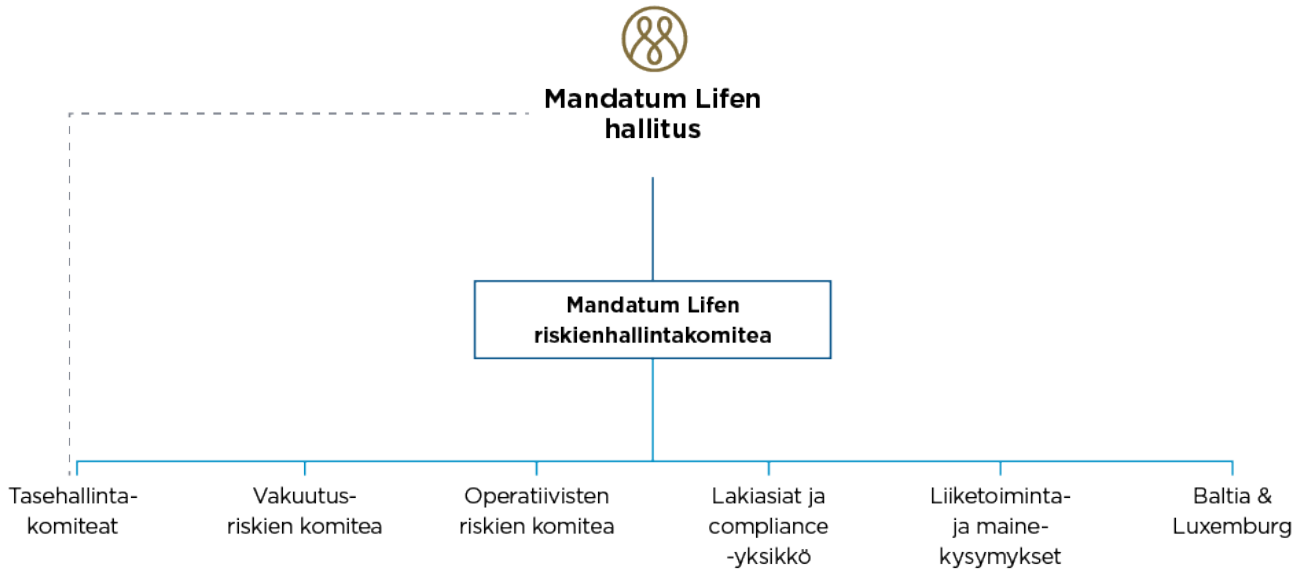 Mandatum Lifen
hallitus
Mandatum Lifen
riskienhallintakomitea
Tasehallinta-
komiteat
Vakuutus-
riskien komitea
Operatiivisten
riskien komitea
Lakiasiat ja
compliance
-yksikkö
Liiketoiminta-
ja maine-
kysymykset
Baltia &
Luxemburg